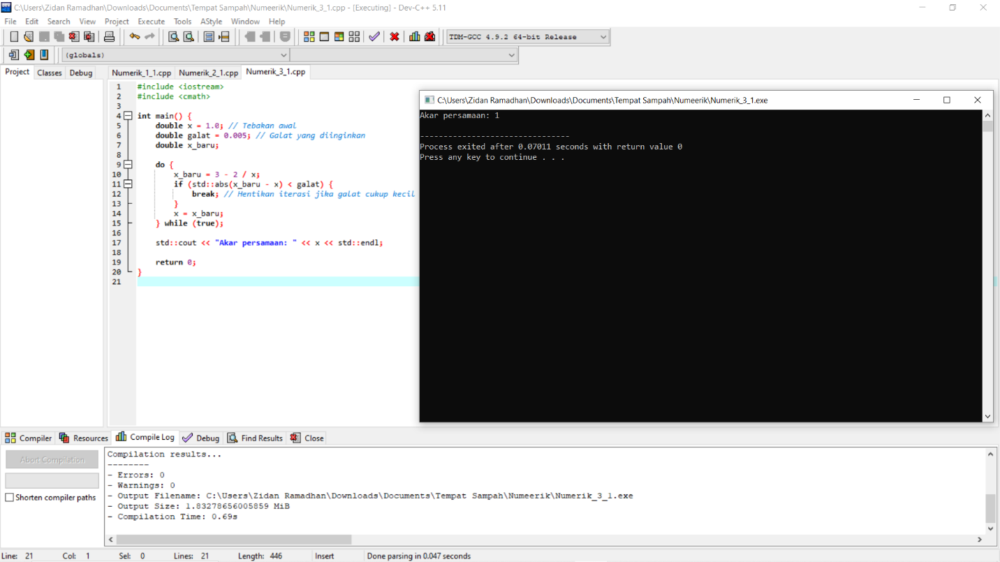 C:\Users\Zidan Ramadhan\Downloads\Documents\Tempat Sampah\Numeerik\Numerik_3_1.cpp - [Executing] - Dev-C++ 5.11
File Edit Search View Project Execute Tools AStyle Window Help
TDM-GCC 4.9.2 64-bit Release
(globals)
Project Classes Debug
Numerik_1_1.cpp Numerik_2_1.cpp Numerik_3_1.cpp
1 #include <iostream>
2 #include <cmath>
3
4 int main() {
5 double x = 1.0; // Tebakan awal
6 double galat = 0.005; // Galat yang diinginkan
7 double x_baru;
8
9 do {
10 x_baru = 3 - 2 / x;
11 if (std::abs(x_baru - x) < galat) {
12 break; // Hentikan iterasi jika galat cukup kecil
13 }
14 x = x_baru;
15 } while (true);
16
17 std::cout << "Akar persamaan: " << x << std::endl;
18
19 return 0;
20 }
21
C:\Users\Zidan Ramadhan\Downloads\Documents\Tempat Sampah\Numeerik\Numerik_3_1.exe
Akar persamaan: 1
--------------------------------
Process exited after 0.07011 seconds with return value 0
Press any key to continue . . .
Compiler Resources Compile Log Debug Find Results Close
Abort Compilation
Shorten compiler paths
Compilation results...
--------
- Errors: 0
- Warnings: 0
- Output Filename: C:\Users\Zidan Ramadhan\Downloads\Documents\Tempat Sampah\Numeerik\Numerik_3_1.exe
- Output Size: 1.83278656005859 MiB
- Compilation Time: 0.69s
Line: 21 Col: 1 Sel: 0 Lines: 21 Length: 446 Insert Done parsing in 0.047 seconds